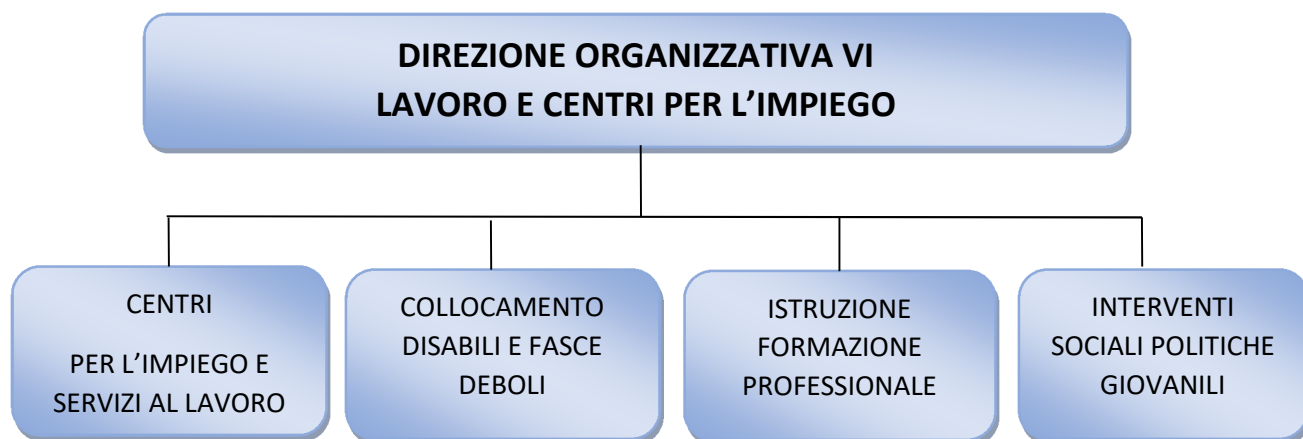 DIREZIONE ORGANIZZATIVA VI
LAVORO E CENTRI PER L’IMPIEGO
CENTRI
PER L’IMPIEGO E
SERVIZI AL LAVORO
COLLOCAMENTO
DISABILI E FASCE
DEBOLI
ISTRUZIONE
FORMAZIONE
PROFESSIONALE
INTERVENTI
SOCIALI POLITICHE
GIOVANILI